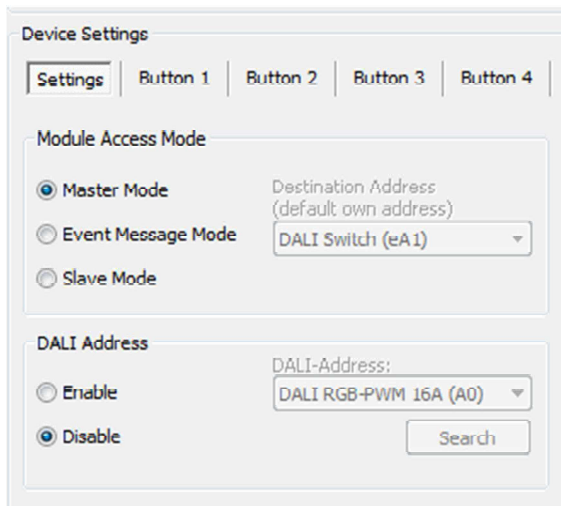 Device Settings
Settings Button 1 Button 2 Button 3 Button 4
Module Access Mode
Master Mode
Destination Address
(default own address)
Event Message Mode
DALI Switch (eA1)
Slave Mode
DALI Address
DALI-Address:
Enable
DALI RGB-PWM 16A (A0)
Disable
Search